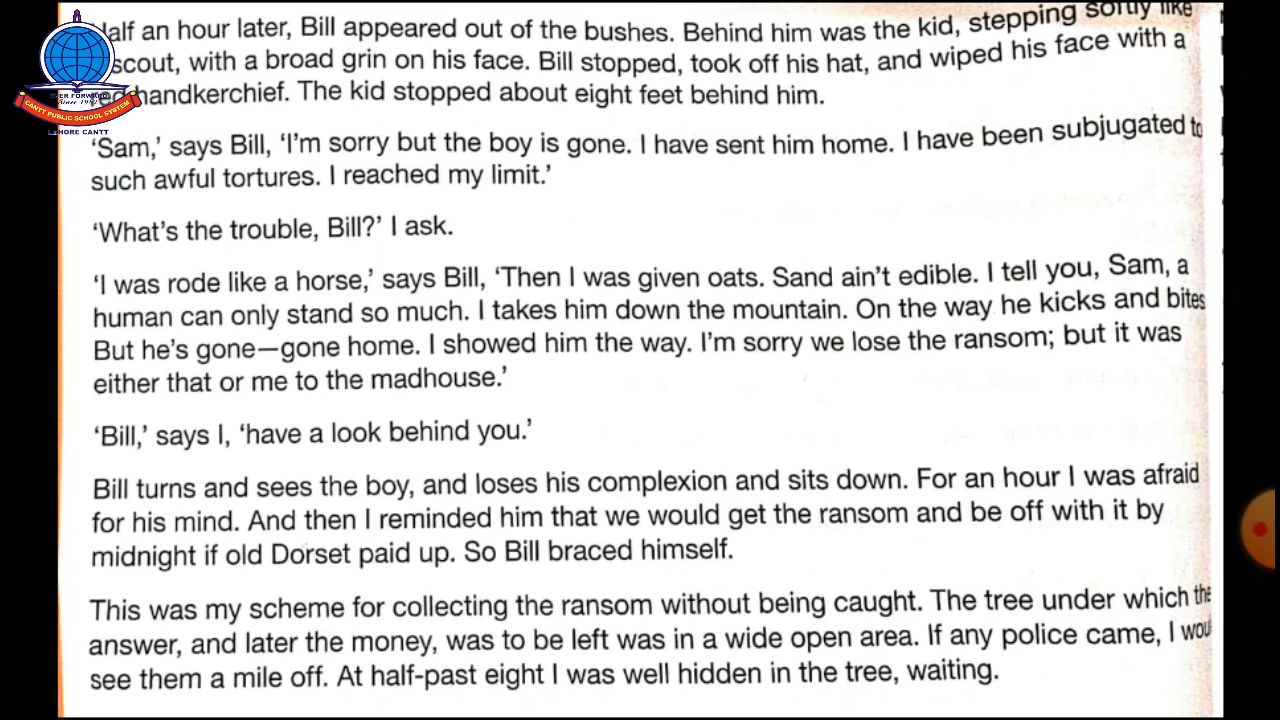 alf an hour later, Bill appeared out of the bushes. Behind him was the kid, stepping softly like
scout, with a broad grin on his face. Bill stopped, took off his hat, and wiped his face with a
ed handkerchief. The kid stopped about eight feet behind him.
EVER FORWARD
Since 1982
CANTT PUBLIC SCHOOL SYSTEM
LAHORE CANTT
'Sam,' says Bill, 'I'm sorry but the boy is gone. I have sent him home. I have been subjugated to
such awful tortures. I reached my limit.'
'What's the trouble, Bill?' I ask.
'I was rode like a horse,' says Bill, 'Then I was given oats. Sand ain't edible. I tell you, Sam, a
human can only stand so much. I takes him down the mountain. On the way he kicks and bites
But he's gone—gone home. I showed him the way. I'm sorry we lose the ransom; but it was
either that or me to the madhouse.'
'Bill,' says I, 'have a look behind you.'
Bill turns and sees the boy, and loses his complexion and sits down. For an hour I was afraid
for his mind. And then I reminded him that we would get the ransom and be off with it by
midnight if old Dorset paid up. So Bill braced himself.
This was my scheme for collecting the ransom without being caught. The tree under which the
answer, and later the money, was to be left was in a wide open area. If any police came, I wou
see them a mile off. At half-past eight I was well hidden in the tree, waiting.